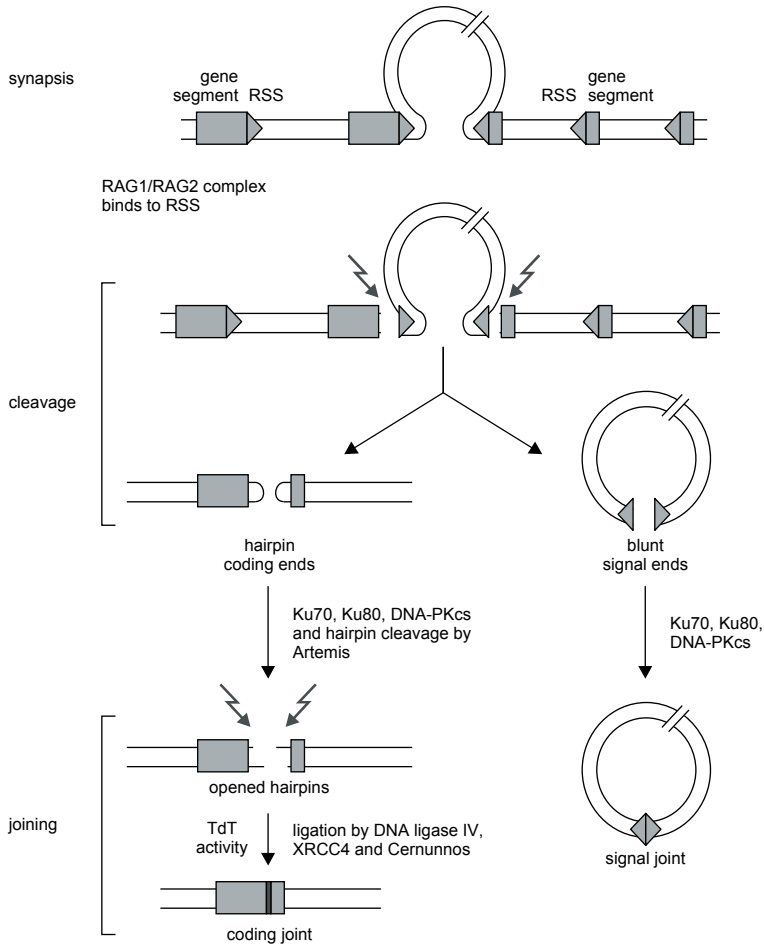 synapsis
gene
segment
RSS
RSS
gene
segment
RAG1/RAG2 complex
binds to RSS
cleavage
hairpin
coding ends
blunt
signal ends
Ku70, Ku80, DNA-PKcs
and hairpin cleavage by
Artemis
Ku70, Ku80,
DNA-PKcs
joining
opened hairpins
TdT
activity
ligation by DNA ligase IV,
XRCC4 and Cernunnos
signal joint
coding joint